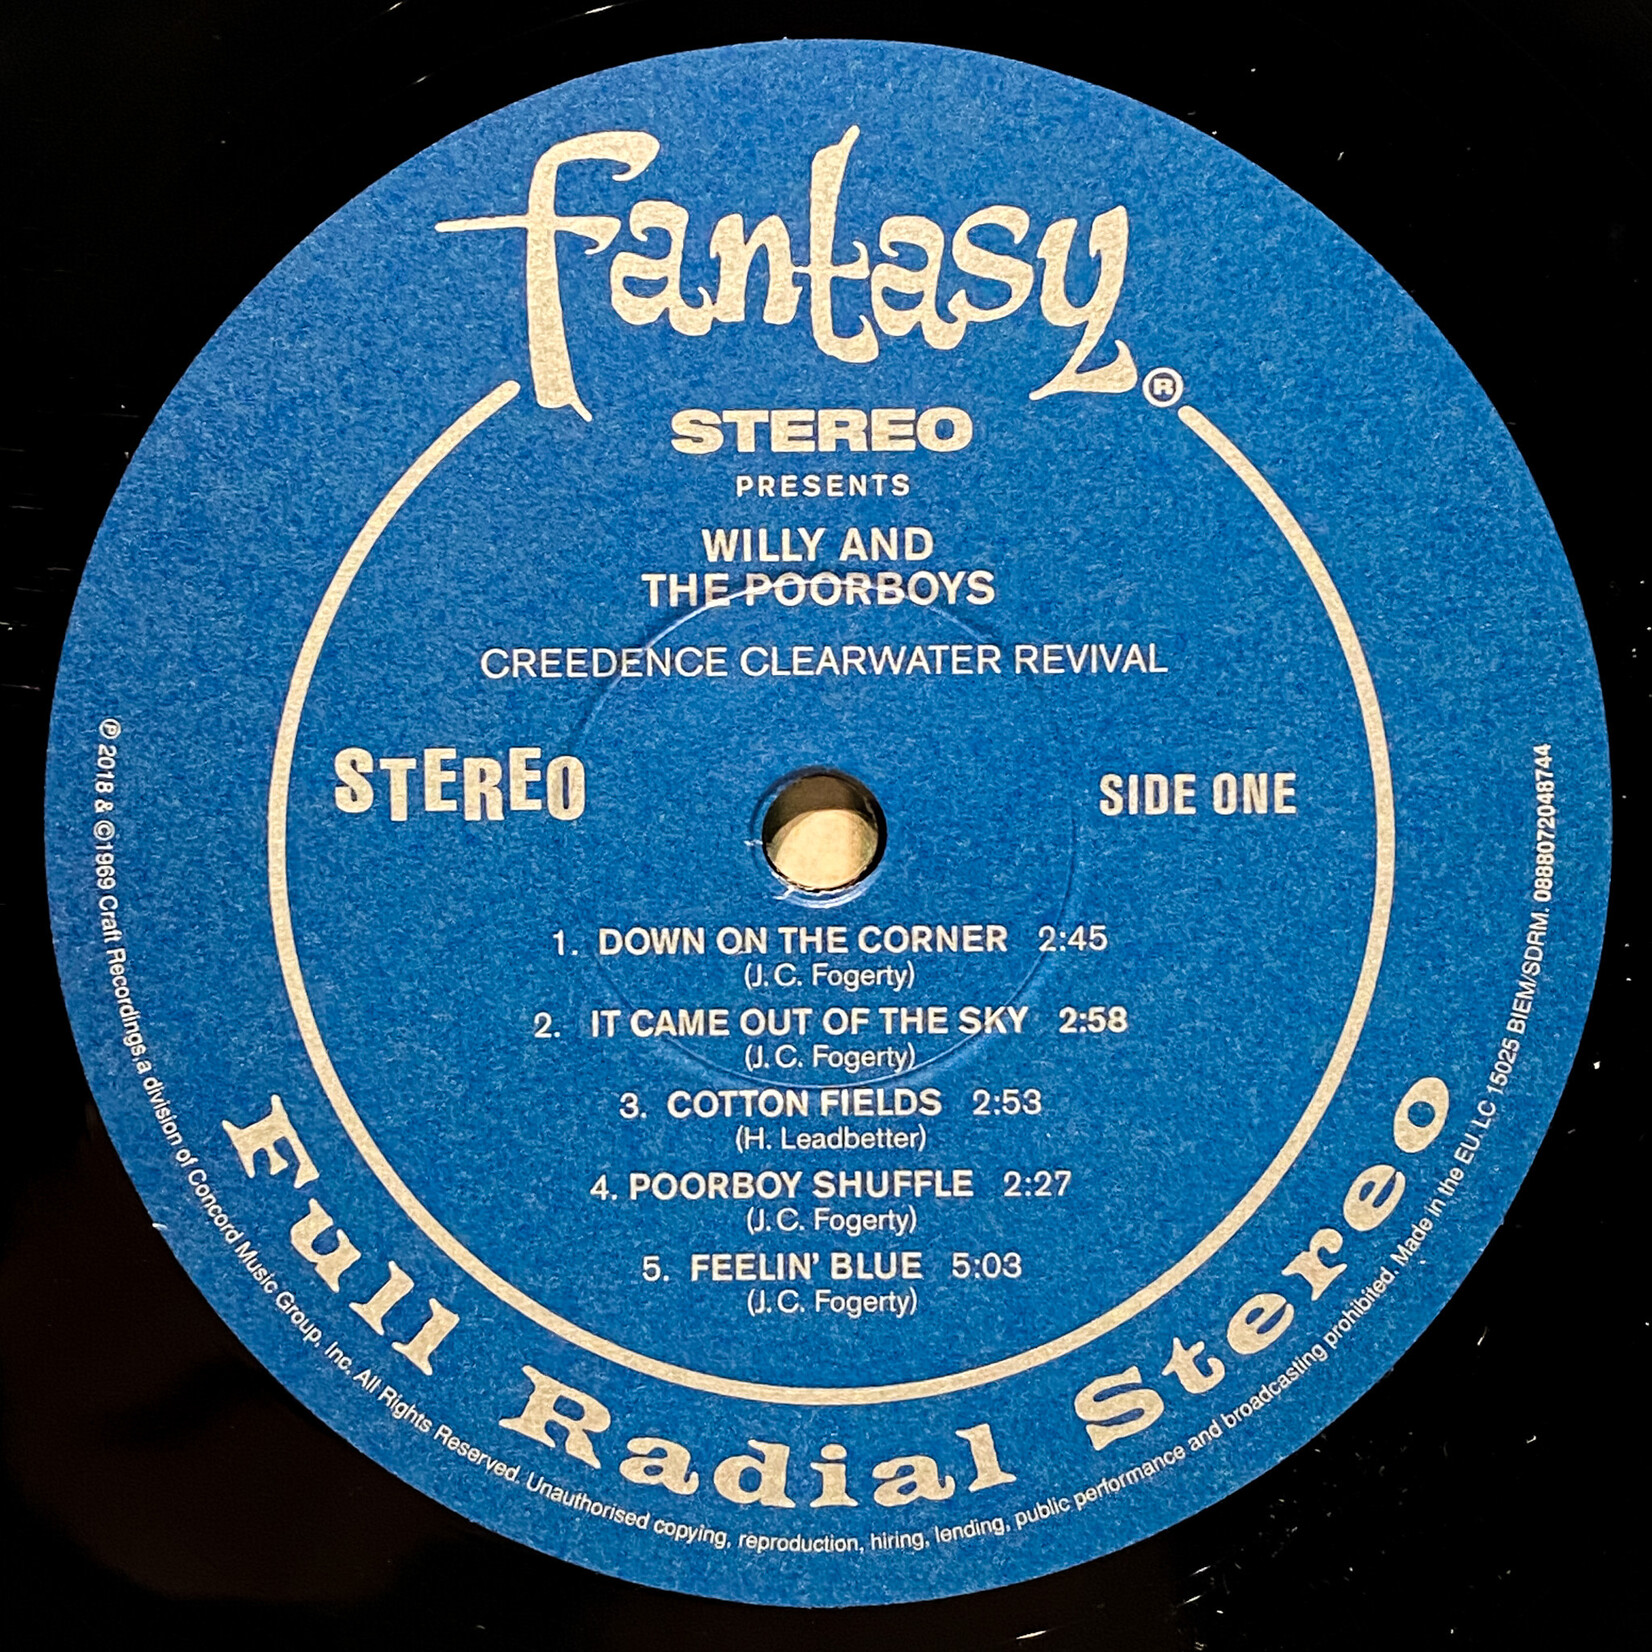 fantasy®
STEREO
PRESENTS
WILLY AND
THE POORBOYS
CREEDENCE CLEARWATER REVIVAL
STEREO
SIDE ONE
1. DOWN ON THE CORNER 2:45
(J. C. Fogerty)
2. IT CAME OUT OF THE SKY 2:58
(J. C. Fogerty)
3. COTTON FIELDS 2:53
(H. Leadbetter)
4. POORBOY SHUFFLE 2:27
(J. C. Fogerty)
5. FEELIN' BLUE 5:03
(J. C. Fogerty)
Full Radial Stereo
℗ 2018 & ©1969 Craft Recordings,a division of Concord Music Group, Inc. All Rights Reserved. Unauthorised copying, reproduction, hiring, lending, public performance and broadcasting prohibited. Made in the EU. LC 15025 BIEM/SDRM. 0888072048744